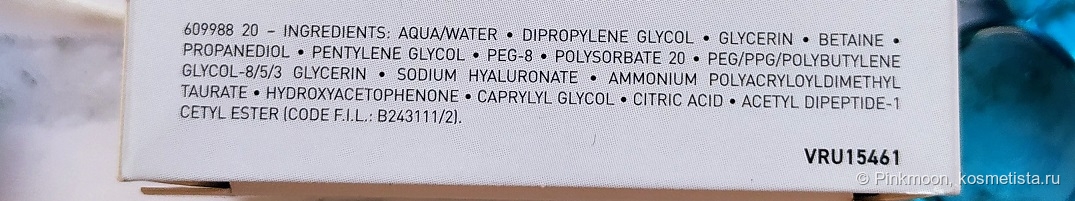 609988 20 – INGREDIENTS: AQUA/WATER • DIPROPYLENE GLYCOL • GLYCERIN • BETAINE •
PROPANEDIOL • PENTYLENE GLYCOL • PEG-8 • POLYSORBATE 20 • PEG/PPG/POLYBUTYLENE
GLYCOL-8/5/3 GLYCERIN • SODIUM HYALURONATE • AMMONIUM POLYACRYLOYLDIMETHYL
TAURATE • HYDROXYACETOPHENONE • CAPRYLYL GLYCOL • CITRIC ACID • ACETYL DIPEPTIDE-1
CETYL ESTER (CODE F.I.L.: B243111/2).
VRU15461
© Pinkmoon, kosmetista.ru